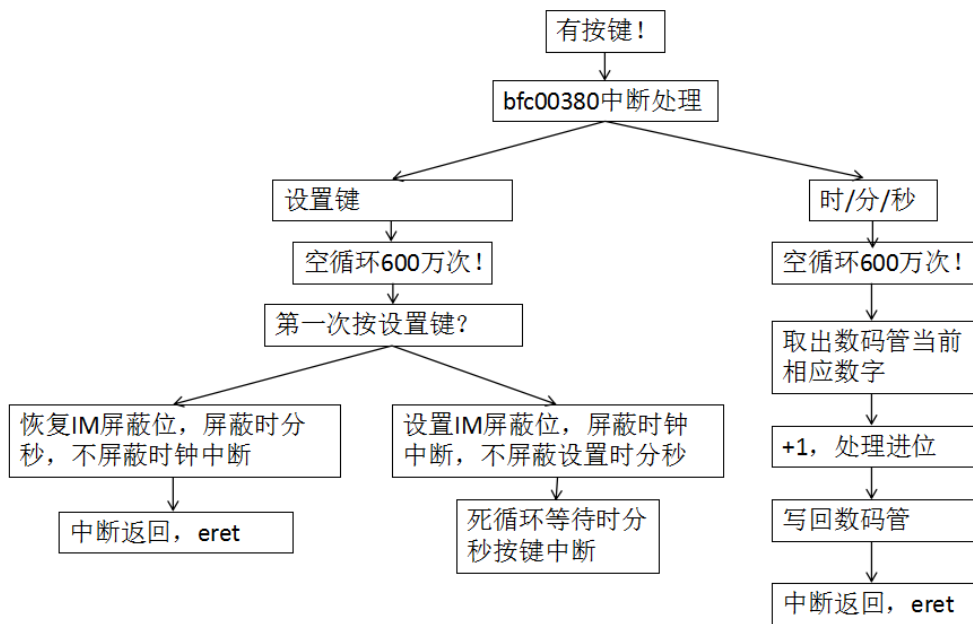 有按键！
bfc00380中断处理
设置键
时/分/秒
空循环600万次！
空循环600万次！
第一次按设置键？
取出数码管当前
相应数字
恢复IM屏蔽位，屏蔽时分
秒，不屏蔽时钟中断
设置IM屏蔽位，屏蔽时钟
中断，不屏蔽设置时分秒
+1，处理进位
中断返回，eret
死循环等待时分
秒按键中断
写回数码管
中断返回，eret